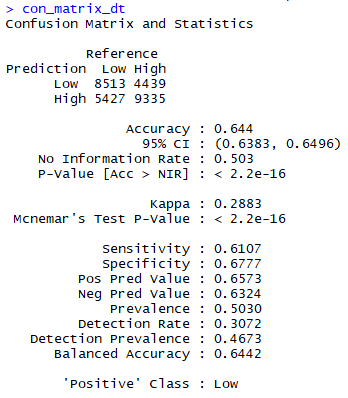 > con_matrix_dt
Confusion Matrix and Statistics
Reference
Prediction Low High
Low 8513 4439
High 5427 9335
Accuracy : 0.644
95% CI : (0.6383, 0.6496)
No Information Rate : 0.503
P-Value [Acc > NIR] : < 2.2e-16
Kappa : 0.2883
Mcnemar's Test P-Value : < 2.2e-16
Sensitivity : 0.6107
Specificity : 0.6777
Pos Pred Value : 0.6573
Neg Pred Value : 0.6324
Prevalence : 0.5030
Detection Rate : 0.3072
Detection Prevalence : 0.4673
Balanced Accuracy : 0.6442
'Positive' Class : Low